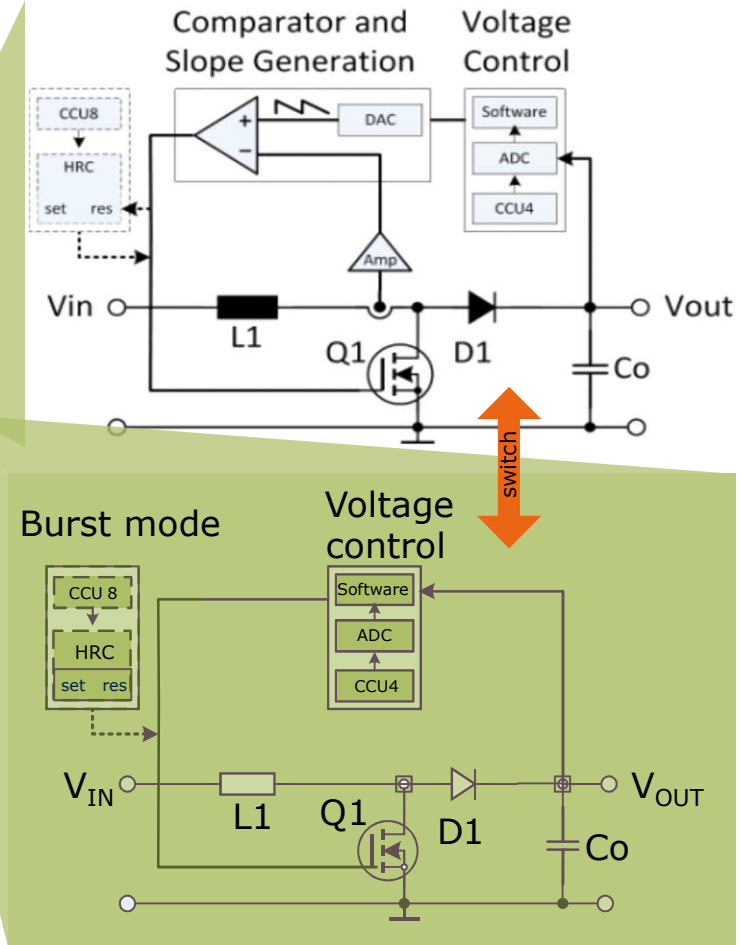 Comparator and
Slope Generation
Voltage
Control
CCU8
HRC
set res
+
−
DAC
Software
ADC
CCU4
Amp
Vin
L1
Q1
D1
Vout
Co
switch
Burst mode
Voltage
control
CCU 8
HRC
set res
Software
ADC
CCU4
VIN
L1
Q1
D1
VOUT
Co